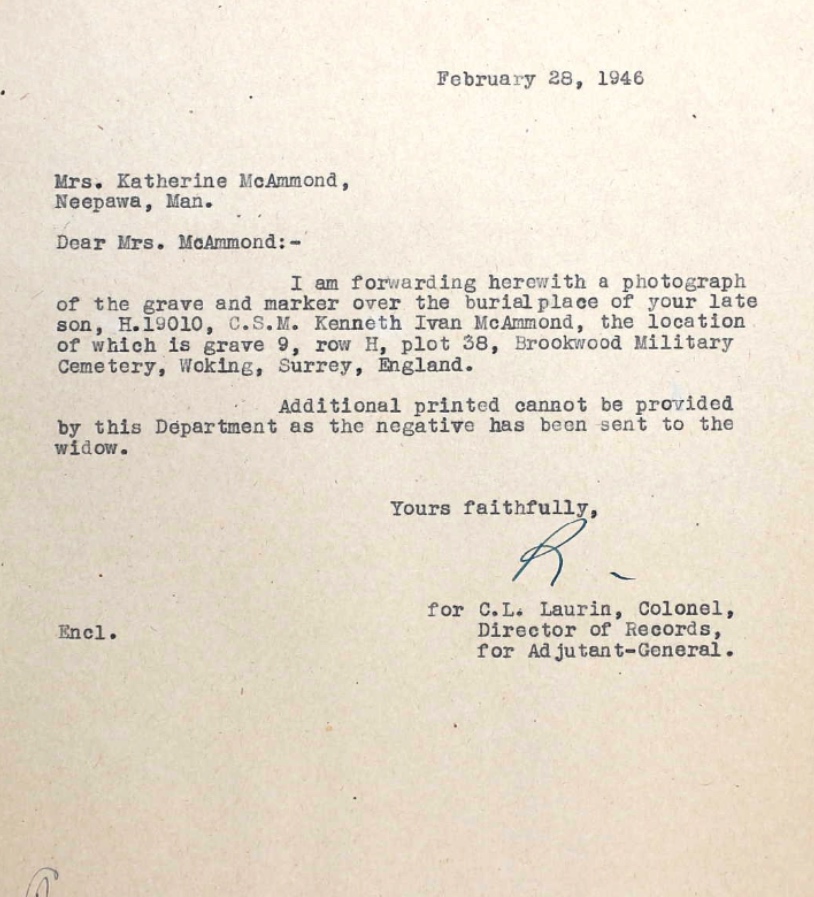 February 28, 1946
Mrs. Katherine McAmmond,
Neepawa, Man.
Dear Mrs. McAmmond:-
I am forwarding herewith a photograph
of the grave and marker over the burialplace of your late
son, H.19010, C.S.M. Kenneth Ivan McAmmond, the location
of which is grave 9, row H, plot 38, Brookwood Military
Cemetery, Woking, Surrey, England.
Additional printed cannot be provided
by this Department as the negative has been sent to the
widow.
Yours faithfully,
R -
for C.L. Laurin, Colonel,
Encl.
Director of Records,
for Adjutant-General.